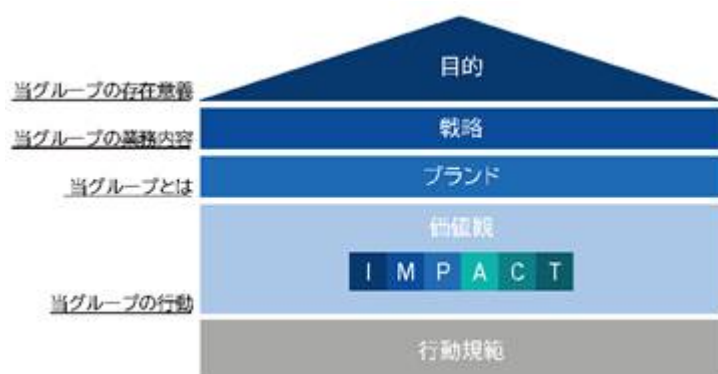 目的
当グループの存在意義
戦略
当グループの業務内容
ブランド
当グループとは
価値観
IMPACT
当グループの行動
行動規範